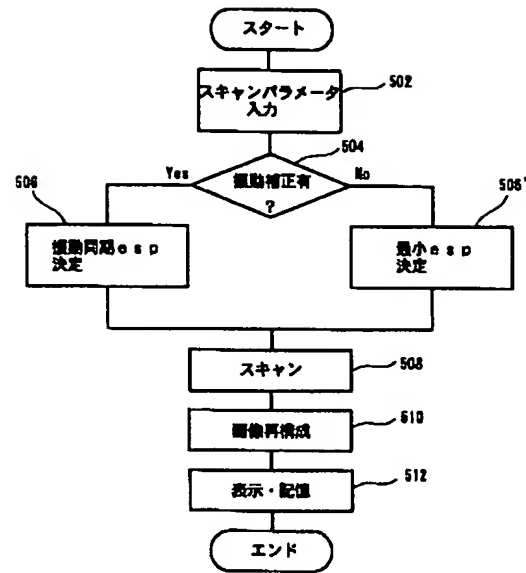 スタート
スキャンパラメータ
入力
502
504
振動補正有
?
Yes
No
506
506'
振動同期esp
決定
最小esp
決定
スキャン
508
画像再構成
510
表示・記憶
512
エンド